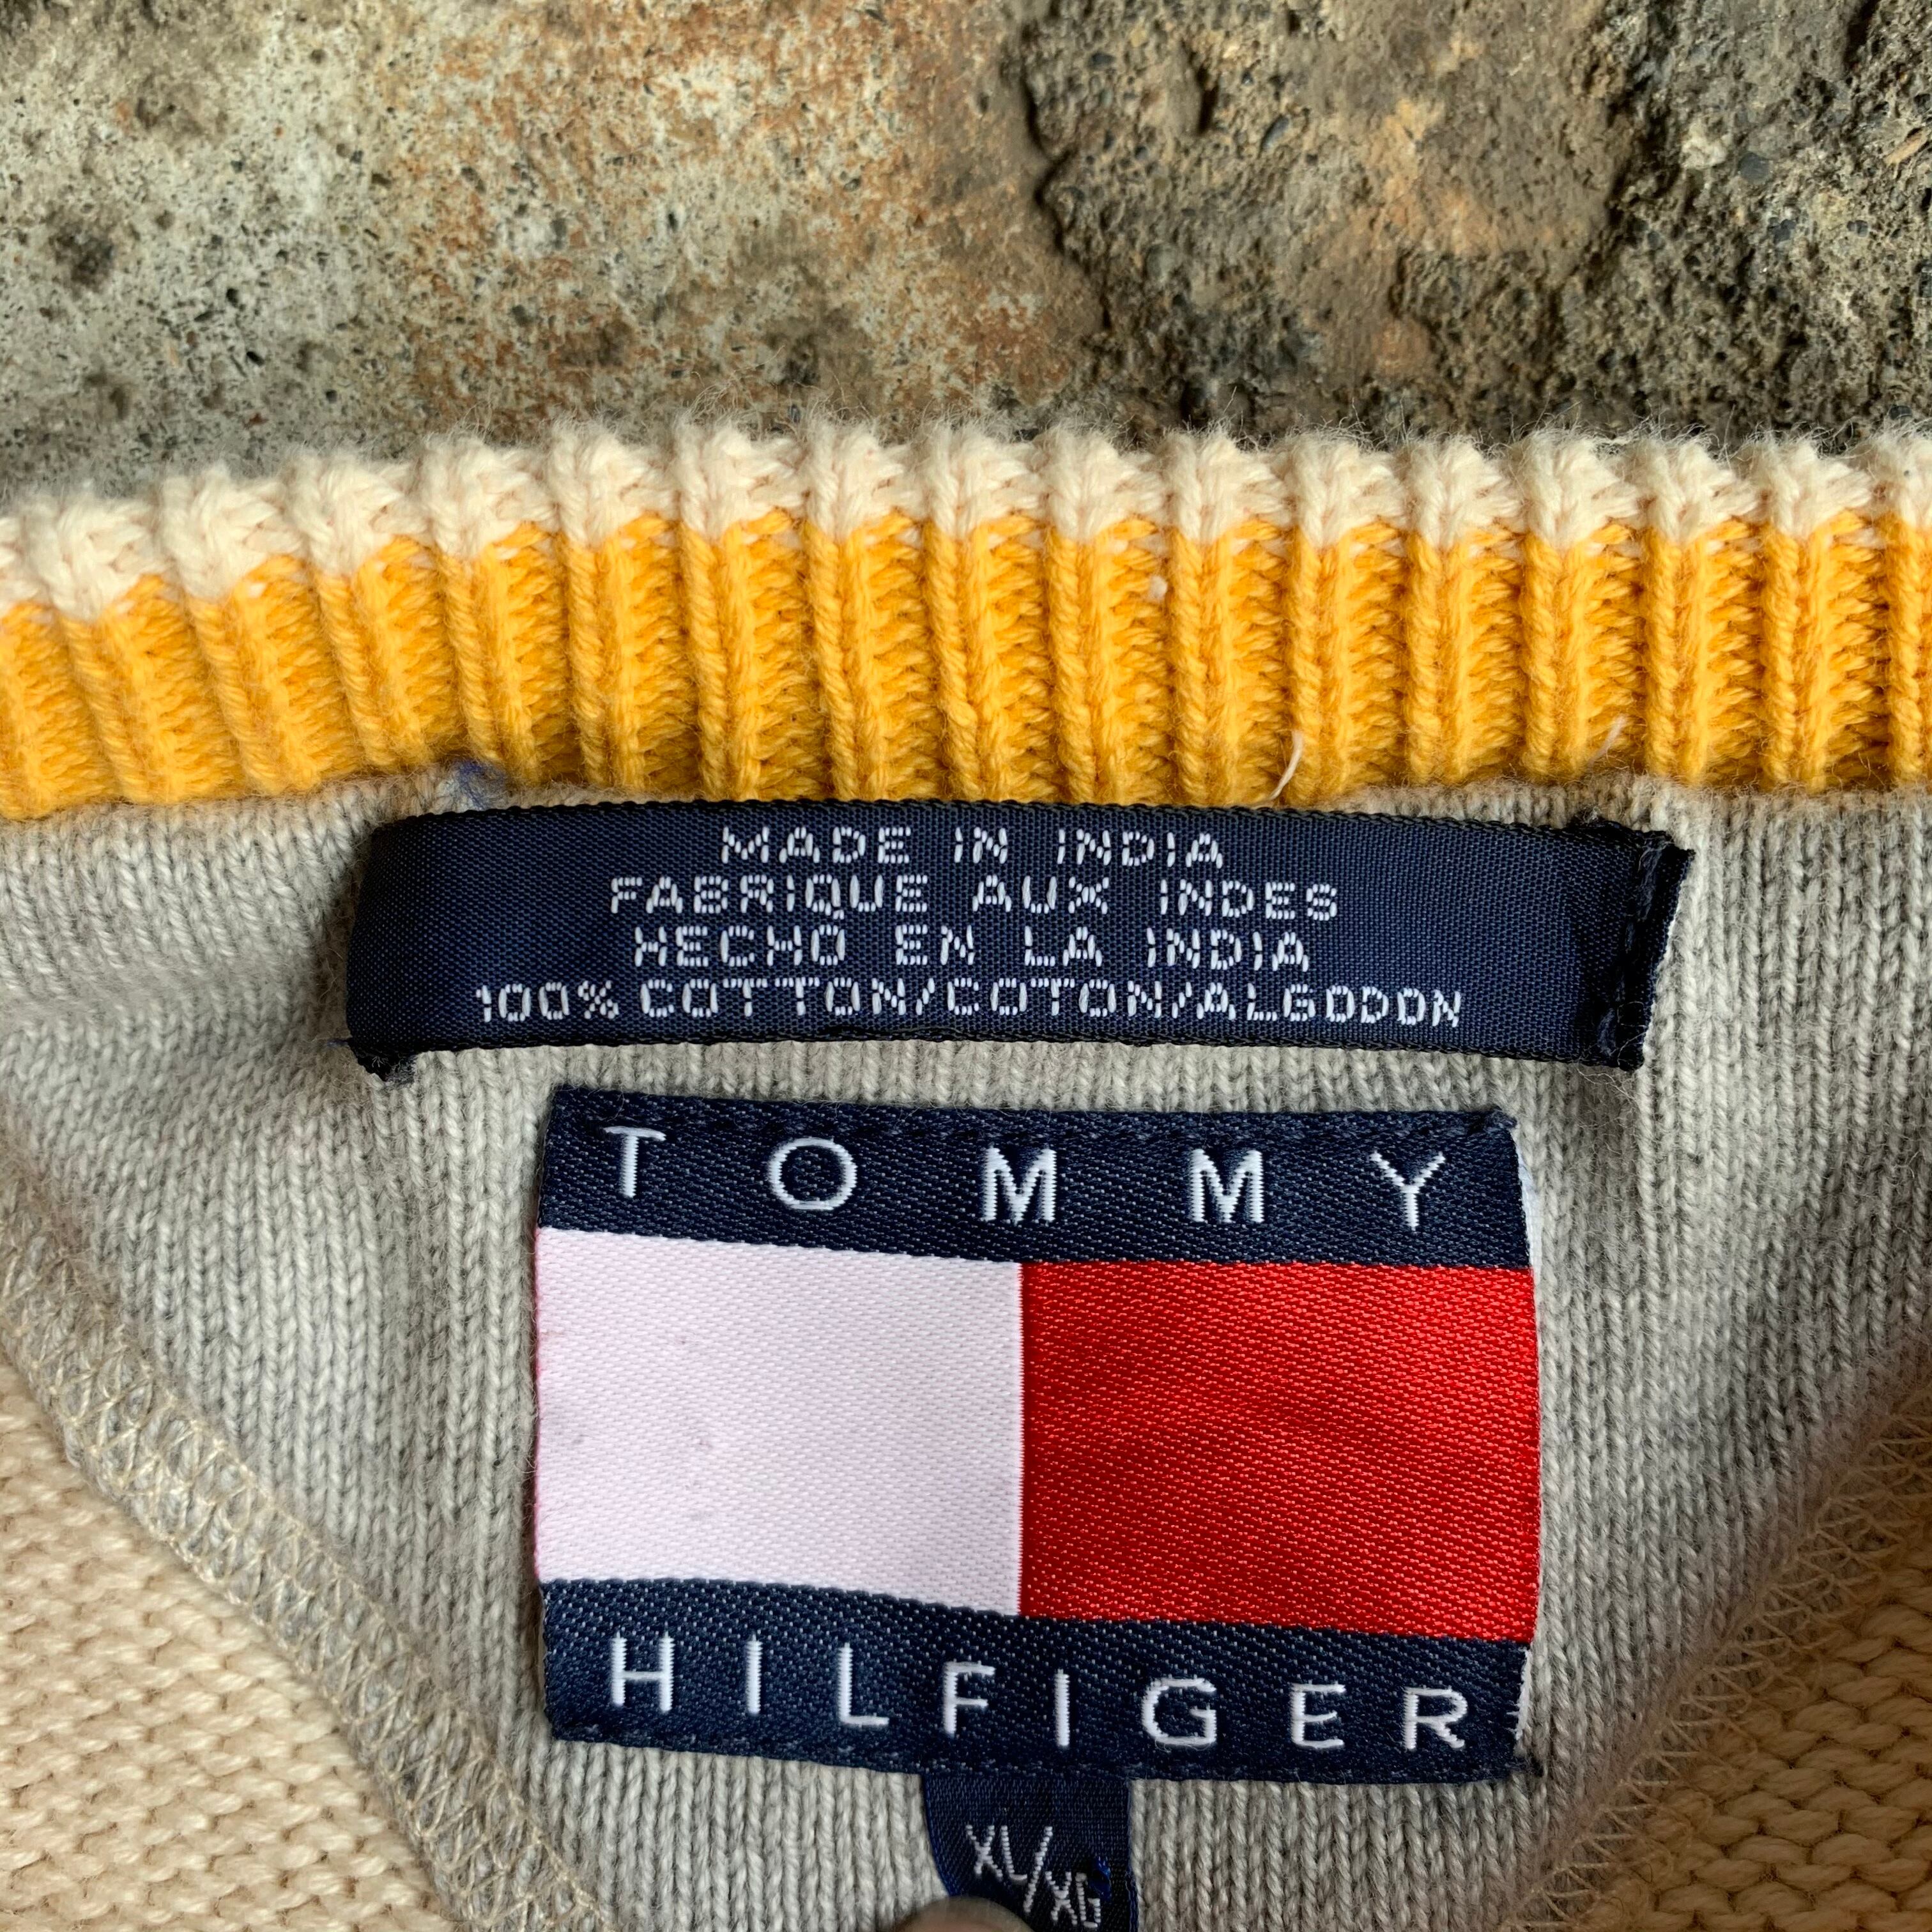 MADE IN INDIA
FABRIQUE AUX INDES
HECHO EN LA INDIA
100% COTTON/COTON/ALGODON
TOMMY
HILFIGER
XL/XG